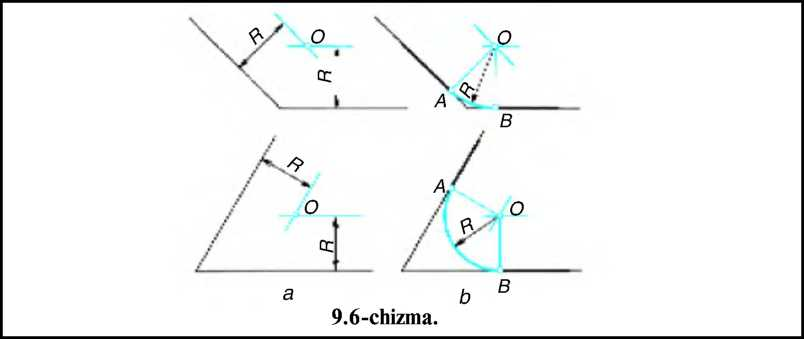 R O R
O A R B
R O R
A O R B
a b
9.6-chizma.